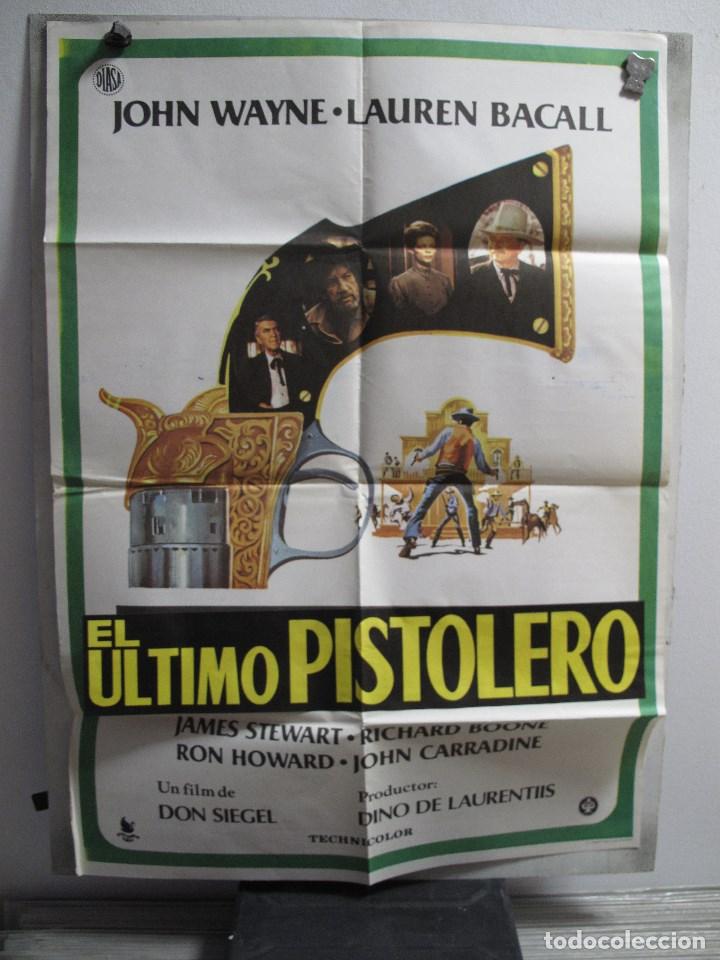 DIASA
JOHN WAYNE • LAUREN BACALL
EL
ULTIMO PISTOLERO
JAMES STEWART • RICHARD BOONE
RON HOWARD • JOHN CARRADINE
Un film de
DON SIEGEL
Productor:
DINO DE LAURENTIIS
TECHNICOLOR
todocoleccion